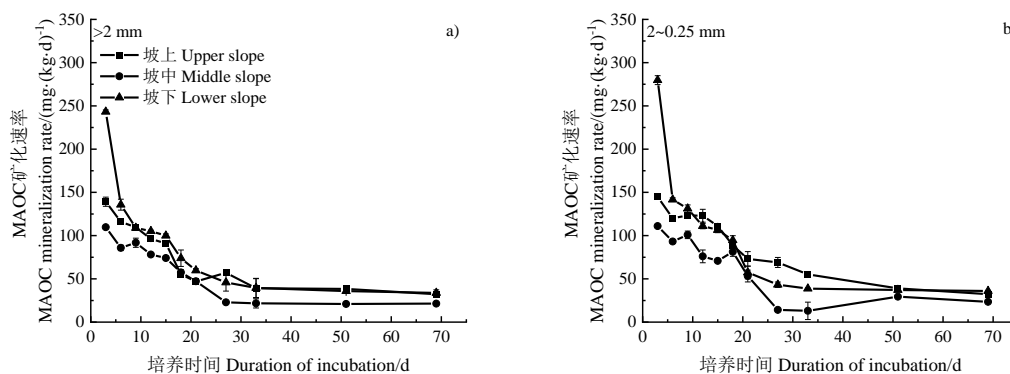 >2 mm
a)
坡上 Upper slope
坡中 Middle slope
坡下 Lower slope
MAOC矿化速率
MAOC mineralization rate/(mg·(kg·d)-1)
350
300
250
200
150
100
50
0
0 10 20 30 40 50 60 70
培养时间 Duration of incubation/d
2~0.25 mm
b
MAOC矿化速率
MAOC mineralization rate/(mg·(kg·d)-1)
350
300
250
200
150
100
50
0
0 10 20 30 40 50 60 70
培养时间 Duration of incubation/d